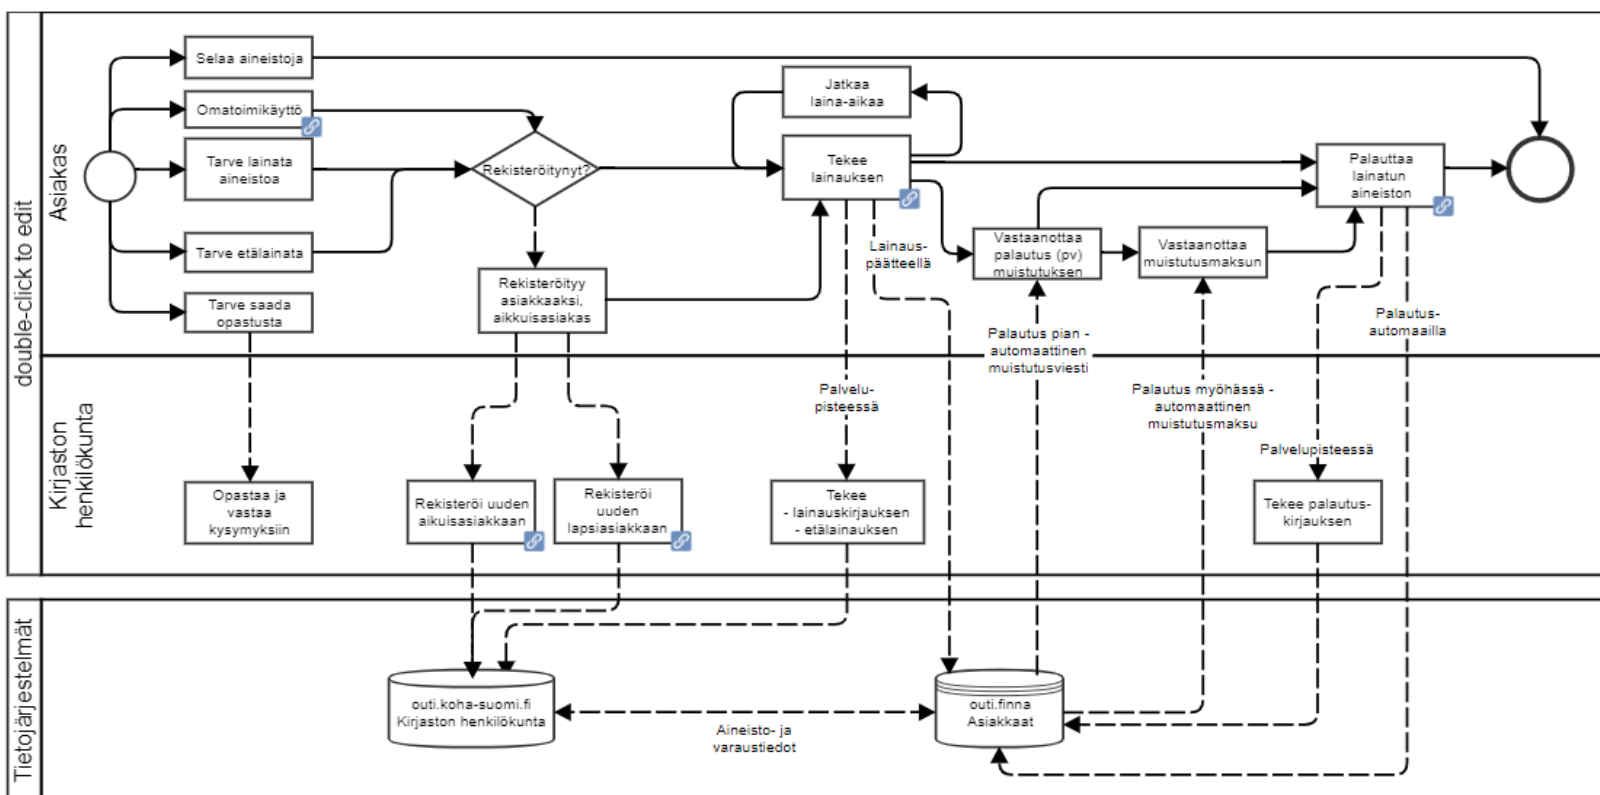 double-click to edit
Asiakas
Selaa aineistoja
Omatoimikäyttö
Tarve lainata
aineistoa
Tarve etälainata
Tarve saada
opastusta
Rekisteröitynyt?
Rekisteröityy
asiakkaaksi,
aikkuisasiakas
Jatkaa
laina-aikaa
Tekee
lainauksen
Lainaus-
päätteellä
Vastaanottaa
palautus (pv)
muistutuksen
Vastaanottaa
muistutusmaksun
Palauttaa
lainatun
aineiston
Palautus pian -
automaattinen
muistutusviesti
Palautus-
automaailla
Kirjaston
henkilökunta
Palvelu-
pisteessä
Palautus myöhässä -
automaattinen
muistutusmaksu
Palvelupisteessä
Opastaa ja
vastaa
kysymyksiin
Rekisteröi uuden
aikuisasiakkaan
Rekisteröi
uuden
lapsiasiakkaan
Tekee
- lainauskirjauksen
- etälainauksen
Tekee palautus-
kirjauksen
Tietojärjestelmät
outi.koha-suomi.fi
Kirjaston henkilökunta
Aineisto- ja
varaustiedot
outi.finna
Asiakkaat